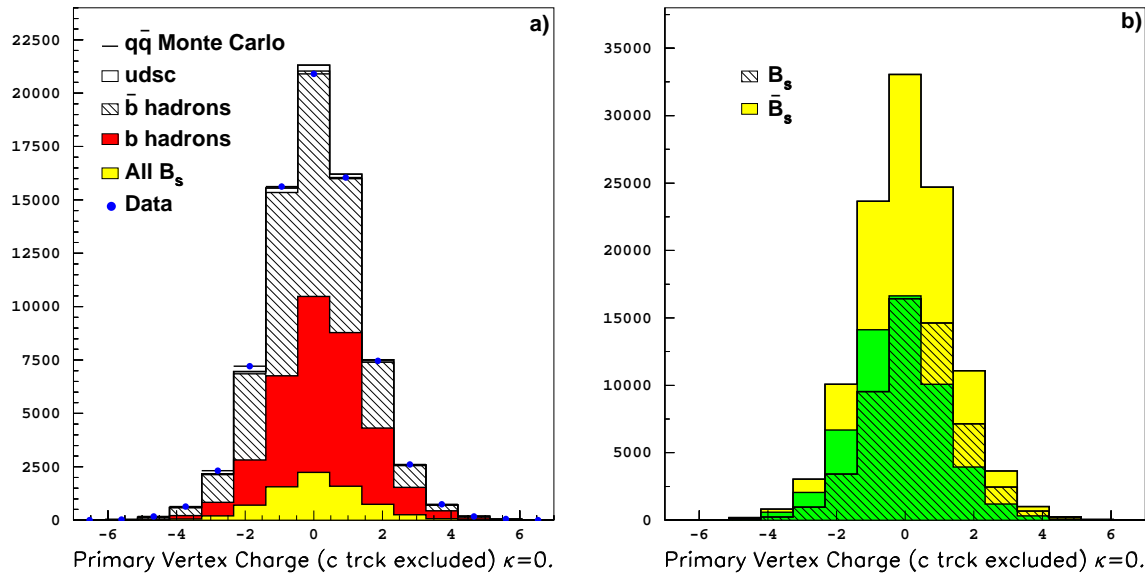 a)
22500
20000
17500
15000
12500
10000
7500
5000
2500
0
qq̄ Monte Carlo
udsc
b̄ hadrons
b hadrons
All Bs
Data
-6 -4 -2 0 2 4 6
Primary Vertex Charge (c trck excluded) κ=0.
b)
35000
30000
25000
20000
15000
10000
5000
0
Bs
B̄s
-6 -4 -2 0 2 4 6
Primary Vertex Charge (c trck excluded) κ=0.